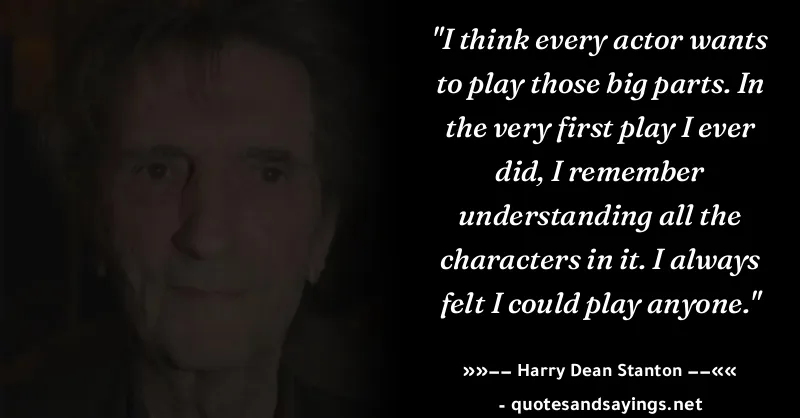 "I think every actor wants
to play those big parts. In
the very first play I ever
did, I remember
understanding all the
characters in it. I always
felt I could play anyone."
»»−− Harry Dean Stanton −−««
- quotesandsayings.net